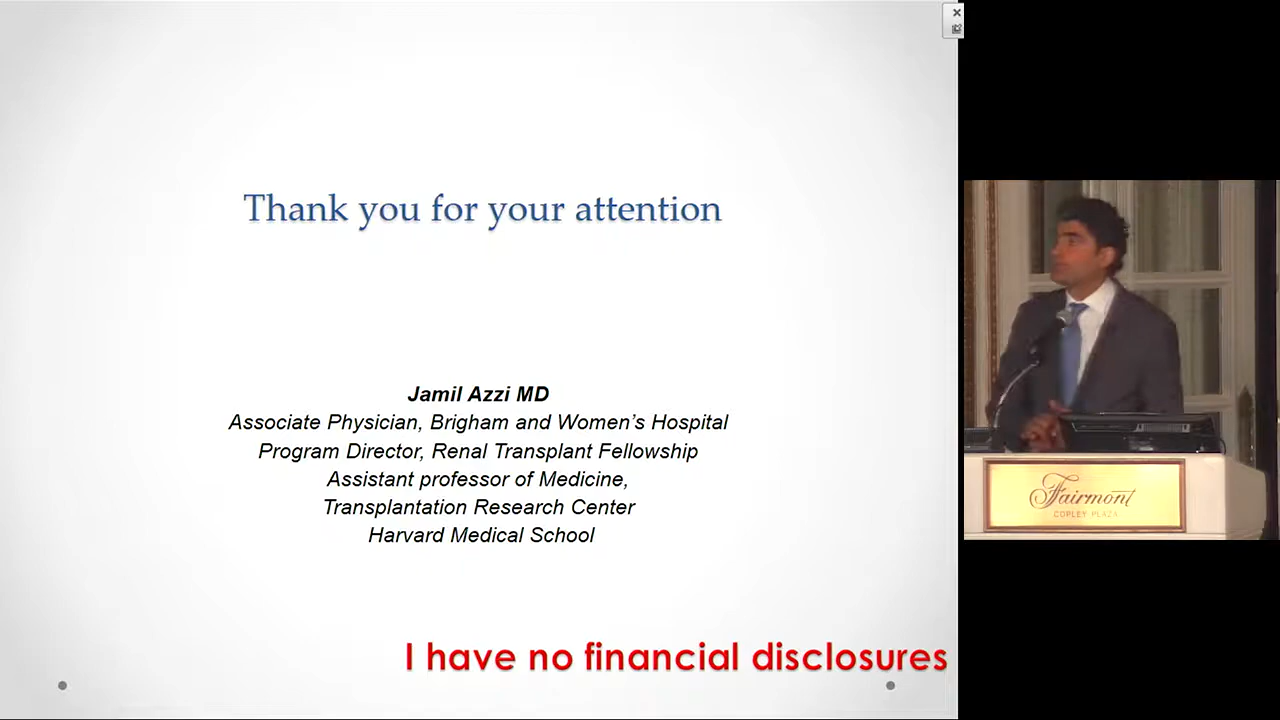 Thank you for your attention
Jamil Azzi MD
Associate Physician, Brigham and Women’s Hospital
Program Director, Renal Transplant Fellowship
Assistant professor of Medicine,
Transplantation Research Center
Harvard Medical School
I have no financial disclosures
Fairmont
COPLEY PLAZA